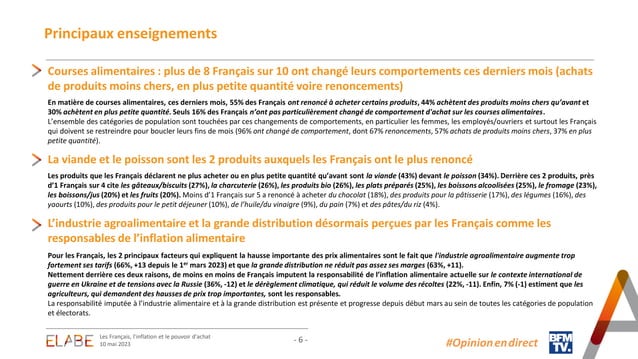 Principaux enseignements
Courses alimentaires : plus de 8 Français sur 10 ont changé leurs comportements ces derniers mois (achats
de produits moins chers, en plus petite quantité voire renoncements)
En matière de courses alimentaires, ces derniers mois, 55% des Français ont renoncé à acheter certains produits, 44% achètent des produits moins chers qu'avant et
30% achètent en plus petite quantité. Seuls 16% des Français n'ont pas particulièrement changé de comportement d'achat sur les courses alimentaires.
L'ensemble des catégories de population sont touchées par ces changements de comportements, en particulier les femmes, les employés/ouvriers et surtout les Français
qui doivent se restreindre pour boucler leurs fins de mois (96% ont changé de comportement, dont 67% renoncements, 57% achats de produits moins chers, 37% en plus
petite quantité).
La viande et le poisson sont les 2 produits auxquels les Français ont le plus renoncé
Les produits que les Français déclarent ne plus acheter ou en plus petite quantité qu'avant sont la viande (43%) devant le poisson (34%). Derrière ces 2 produits, près
d'1 Français sur 4 cite les gâteaux/biscuits (27%), la charcuterie (26%), les produits bio (26%), les plats préparés (25%), les boissons alcoolisées (25%), le fromage (23%),
les boissons/jus (20%) et les fruits (20%). Moins d'1 Français sur 5 a renoncé à acheter du chocolat (18%), des produits pour la pâtisserie (17%), des légumes (16%), des
yaourts (10%), des produits pour le petit déjeuner (10%), de l'huile/du vinaigre (9%), du pain (7%) et des pâtes/du riz (4%).
L'industrie agroalimentaire et la grande distribution désormais perçues par les Français comme les
responsables de l'inflation alimentaire
Pour les Français, les 2 principaux facteurs qui expliquent la hausse importante des prix alimentaires sont le fait que l'industrie agroalimentaire augmente trop
fortement ses tarifs (66%, +13 depuis le 1er mars 2023) et que la grande distribution ne réduit pas assez ses marges (63%, +11).
Nettement derrière ces deux raisons, de moins en moins de Français imputent la responsabilité de l'inflation alimentaire actuelle sur le contexte international de
guerre en Ukraine et de tensions avec la Russie (36%, -12) et le dérèglement climatique, qui réduit le volume des récoltes (22%, -11). Enfin, 7% (-1) estiment que les
agriculteurs, qui demandent des hausses de prix trop importantes, sont les responsables.
La responsabilité imputée à l'industrie agroalimentaire et à la grande distribution est présente et progresse depuis début mars au sein de toutes les catégories de population
et électorats.
ELABE
Les Français, l'inflation et le pouvoir d'achat
10 mai 2023
- 6 -
#Opinion en direct
BFM
TV.